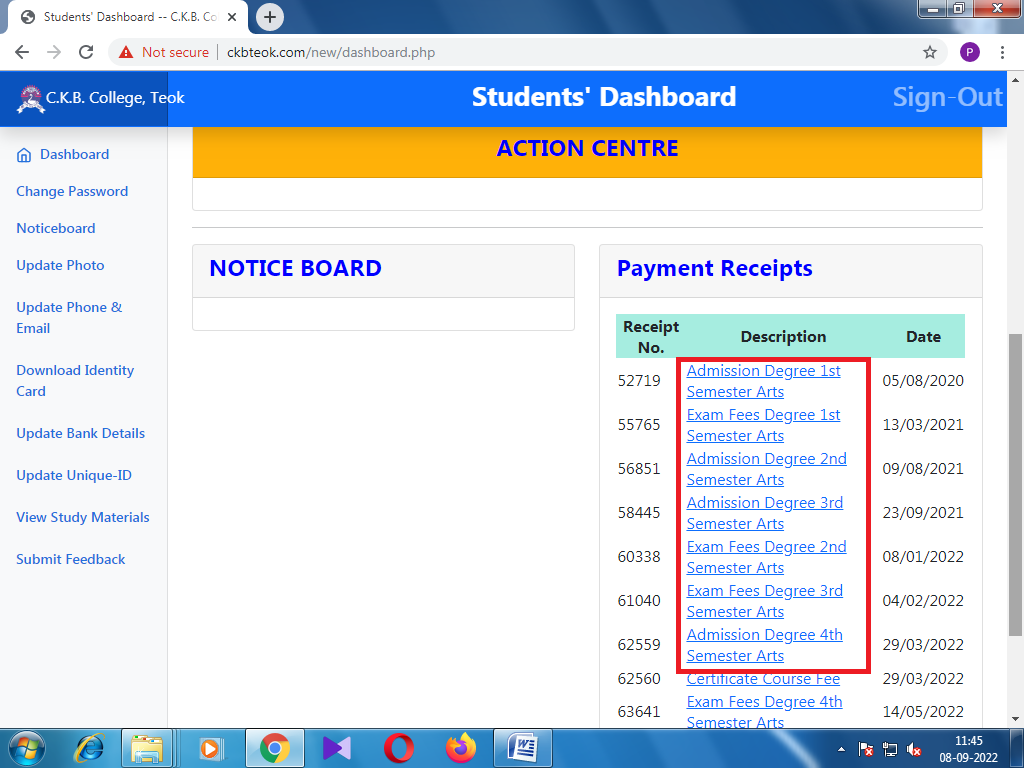 Students' Dashboard -- C.K.B. Co
Not secure
ckbteok.com/new/dashboard.php
P
C.K.B. College, Teok
Students' Dashboard
Sign-Out
Dashboard
Change Password
Noticeboard
Update Photo
Update Phone &
Email
Download Identity
Card
Update Bank Details
Update Unique-ID
View Study Materials
Submit Feedback
ACTION CENTRE
NOTICE BOARD
Payment Receipts
Receipt
No.
Description
Date
52719
Admission Degree 1st
Semester Arts
05/08/2020
55765
Exam Fees Degree 1st
Semester Arts
13/03/2021
56851
Admission Degree 2nd
Semester Arts
09/08/2021
58445
Admission Degree 3rd
Semester Arts
23/09/2021
60338
Exam Fees Degree 2nd
Semester Arts
08/01/2022
61040
Exam Fees Degree 3rd
Semester Arts
04/02/2022
62559
Admission Degree 4th
Semester Arts
29/03/2022
62560
Certificate Course Fee
29/03/2022
63641
Exam Fees Degree 4th
Semester Arts
14/05/2022
11:45
08-09-2022